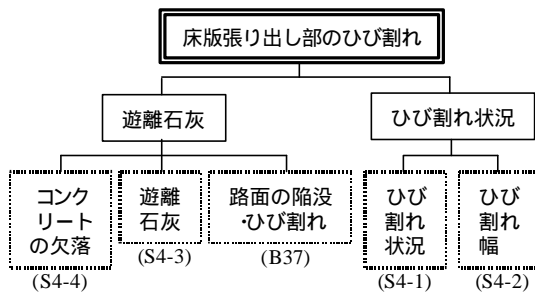 床版張り出し部のひび割れ
遊離石灰
ひび割れ状況
コンク
リート
の欠落
遊離
石灰
路面の陥没
・ひび割れ
ひび
割れ
状況
ひび
割れ
幅
(S4-4)
(S4-3)
(B37)
(S4-1)
(S4-2)